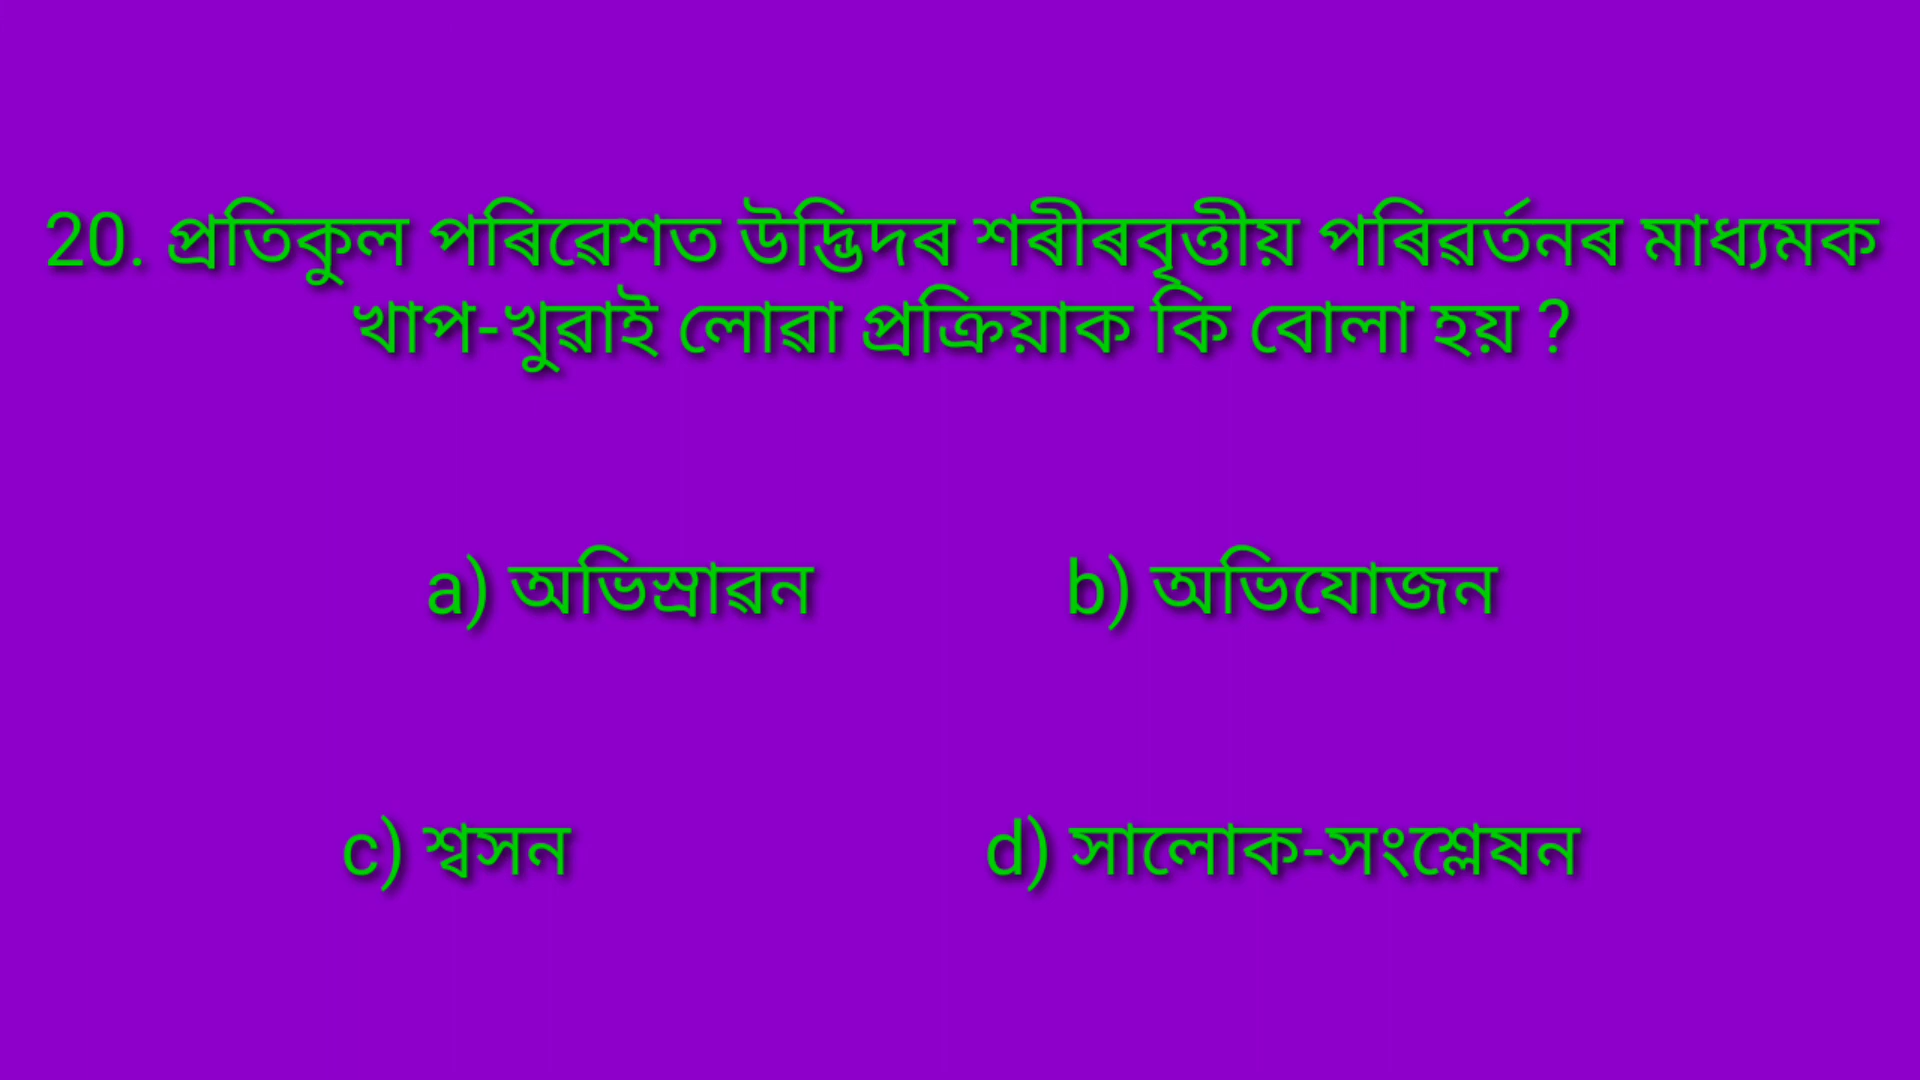 20. প্ৰতিকুল পৰিৱেশত উদ্ভিদৰ শৰীৰবৃত্তীয় পৰিৱৰ্তনৰ মাধ্যমক
খাপ-খুৱাই লোৱা প্ৰক্ৰিয়াক কি বোলা হয় ?
a) অভিস্ৰাৱন b) অভিযোজন
c) শ্বসন d) সালোক-সংশ্লেষন